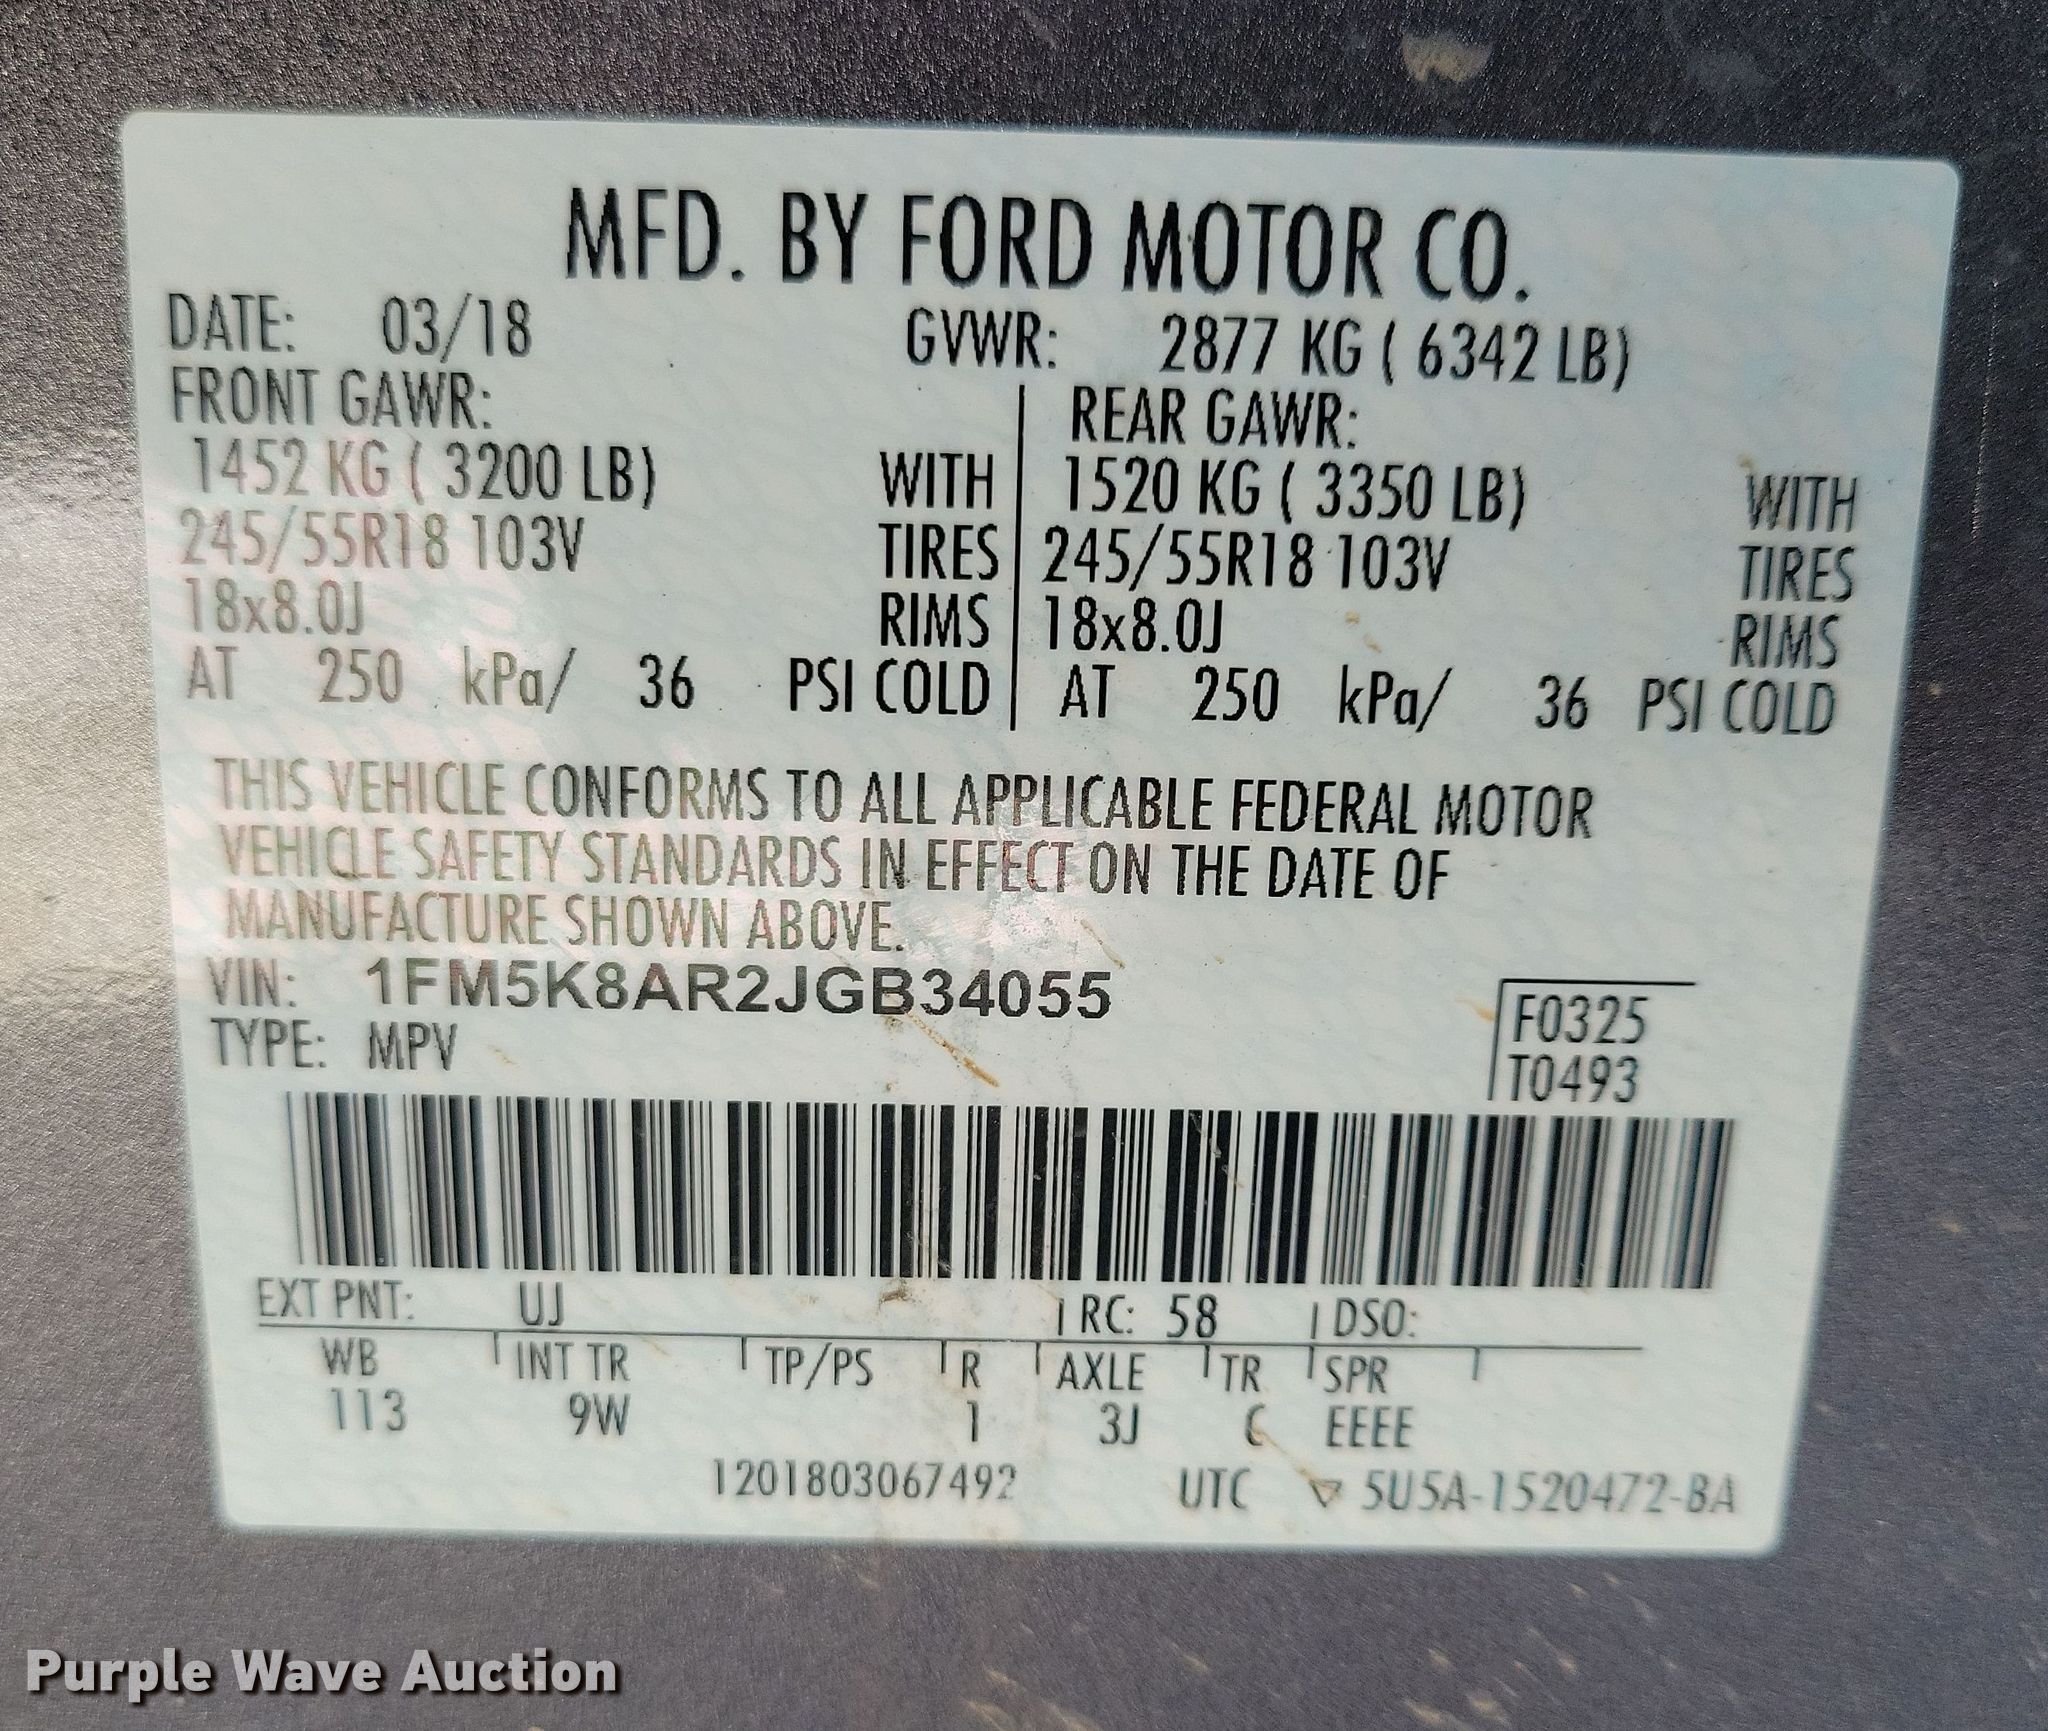 MFD. BY FORD MOTOR CO.
DATE: 03/18 GVWR: 2877 KG ( 6342 LB)
FRONT GAWR: REAR GAWR:
1452 KG ( 3200 LB) WITH 1520 KG ( 3350 LB) WITH
245/55R18 103V TIRES 245/55R18 103V TIRES
18x8.0J RIMS 18x8.0J RIMS
AT 250 kPa/ 36 PSI COLD AT 250 kPa/ 36 PSI COLD
THIS VEHICLE CONFORMS TO ALL APPLICABLE FEDERAL MOTOR
VEHICLE SAFETY STANDARDS IN EFFECT ON THE DATE OF
MANUFACTURE SHOWN ABOVE.
VIN: 1FM5K8AR2JGB34055 F0325
TYPE: MPV T0493
EXT PNT: UJ RC: 58 DSO:
WB INT TR TP/PS R AXLE TR SPR
113 9W 1 3J C EEEE
1201803067492 UTC ▽ 5U5A-1520472-BA
Purple Wave Auction